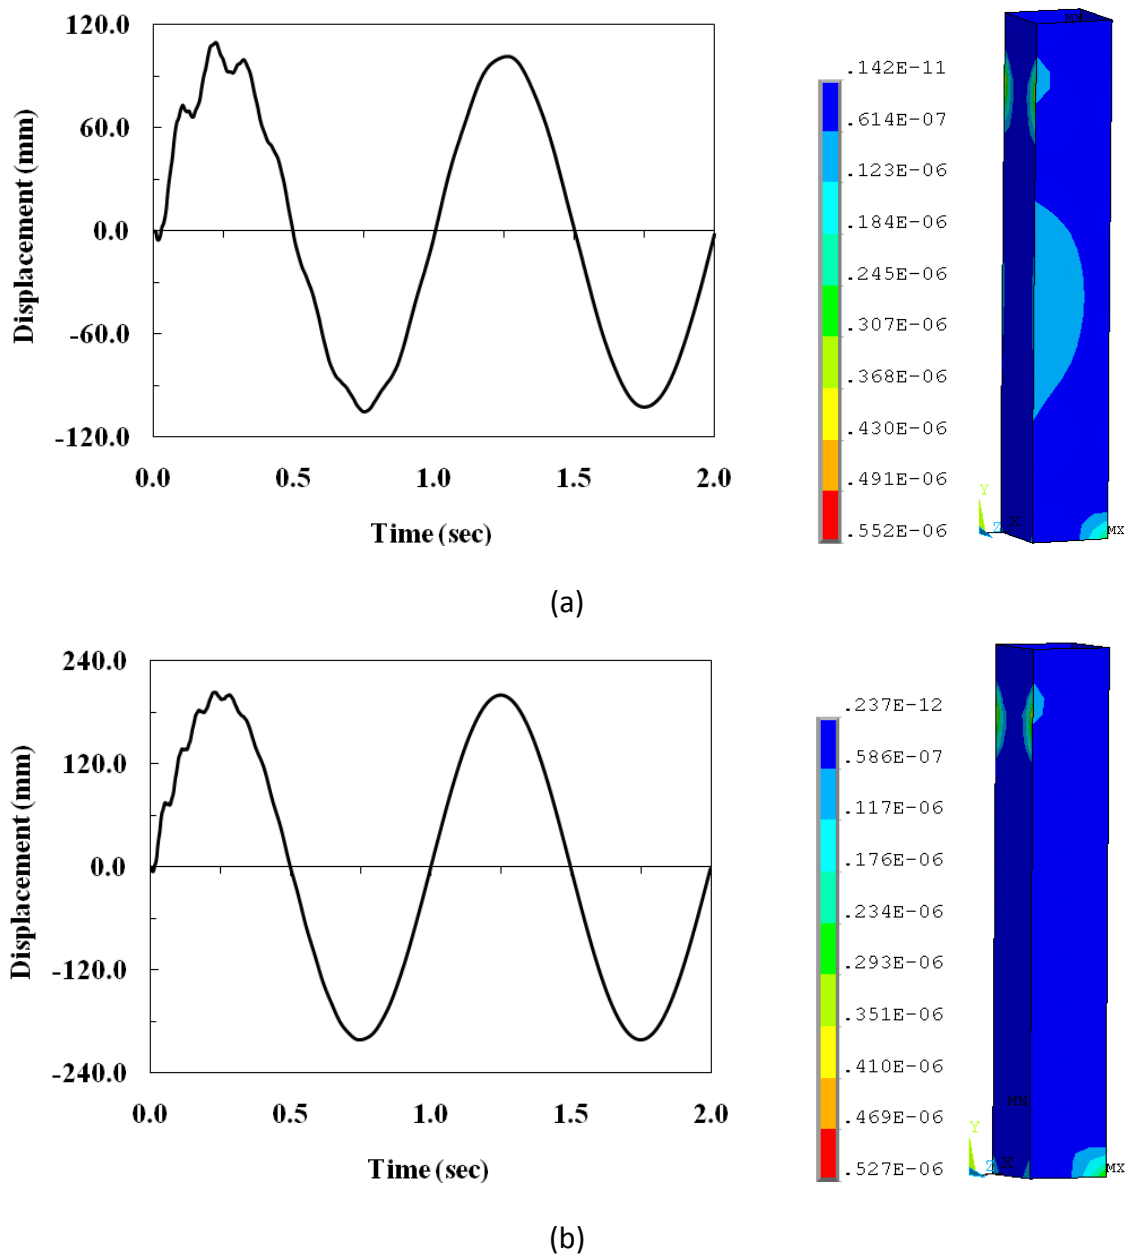 120.0
60.0
0.0
-60.0
-120.0
Displacement (mm)
0.0 0.5 1.0 1.5 2.0
Time (sec)
.142E-11
.614E-07
.123E-06
.184E-06
.245E-06
.307E-06
.368E-06
.430E-06
.491E-06
.552E-06
MN
Y
Z X
MX
(a)
240.0
120.0
0.0
-120.0
-240.0
Displacement (mm)
0.0 0.5 1.0 1.5 2.0
Time (sec)
.237E-12
.586E-07
.117E-06
.176E-06
.234E-06
.293E-06
.351E-06
.410E-06
.469E-06
.527E-06
MN
Y
Z X
MX
(b)